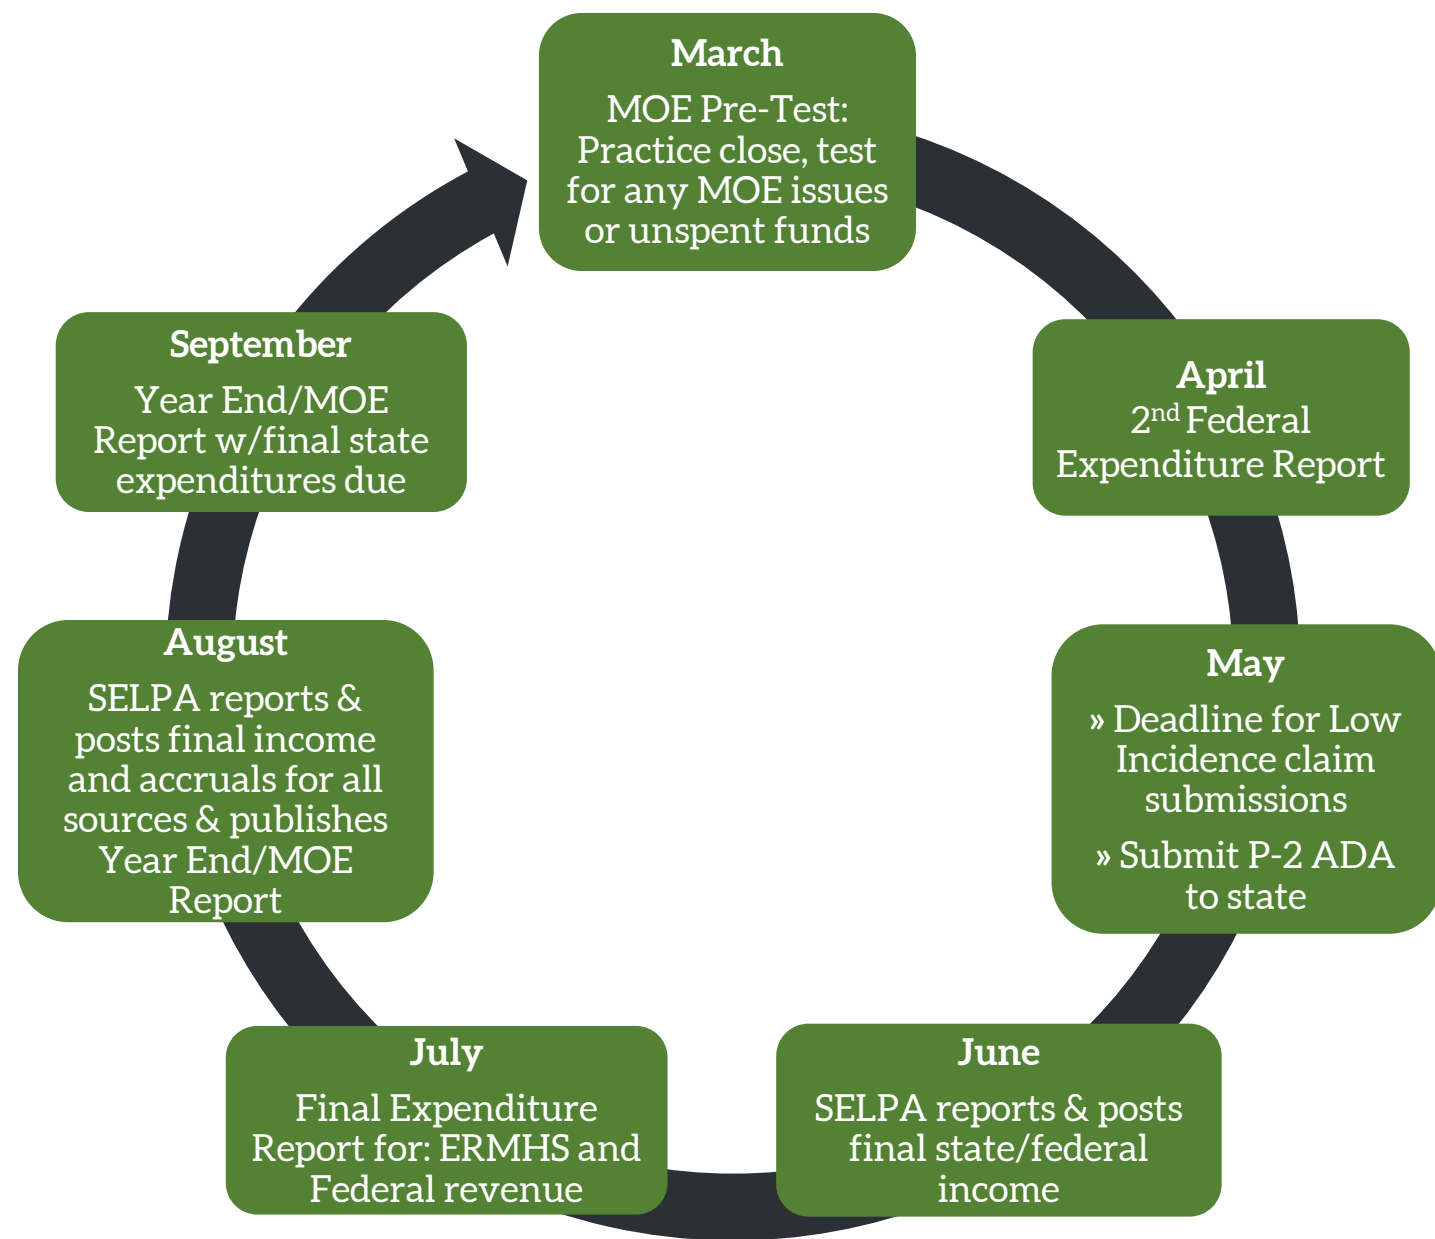 March
MOE Pre-Test:
Practice close, test
for any MOE issues
or unspent funds
April
2nd Federal
Expenditure Report
May
» Deadline for Low
Incidence claim
submissions
» Submit P-2 ADA
to state
June
SELPA reports & posts
final state/federal
income
July
Final Expenditure
Report for: ERMHS and
Federal revenue
August
SELPA reports &
posts final income
and accruals for all
sources & publishes
Year End/MOE
Report
September
Year End/MOE
Report w/final state
expenditures due